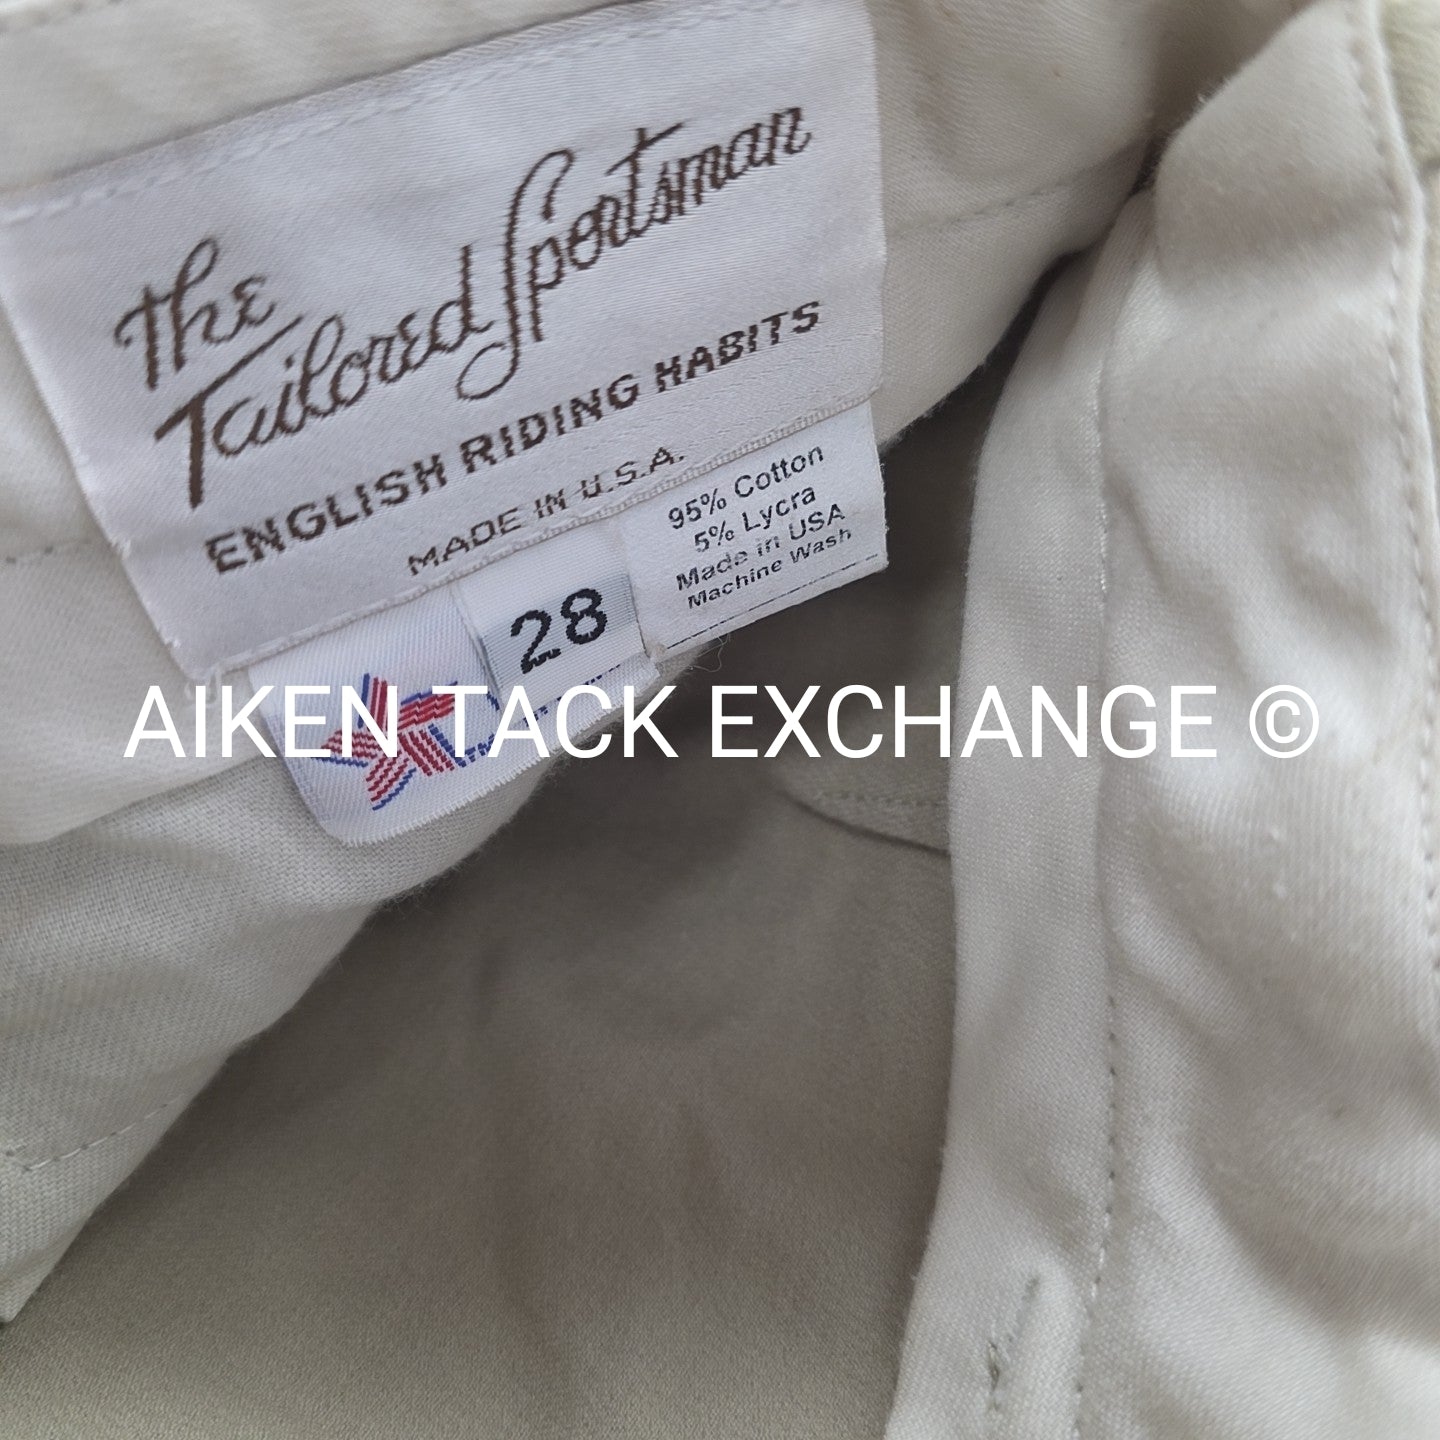 The
Tailored Sportsman
ENGLISH RIDING HABITS
MADE IN U.S.A.
95% Cotton
5% Lycra
Made in USA
Machine Wash
28
AIKEN TACK EXCHANGE ©